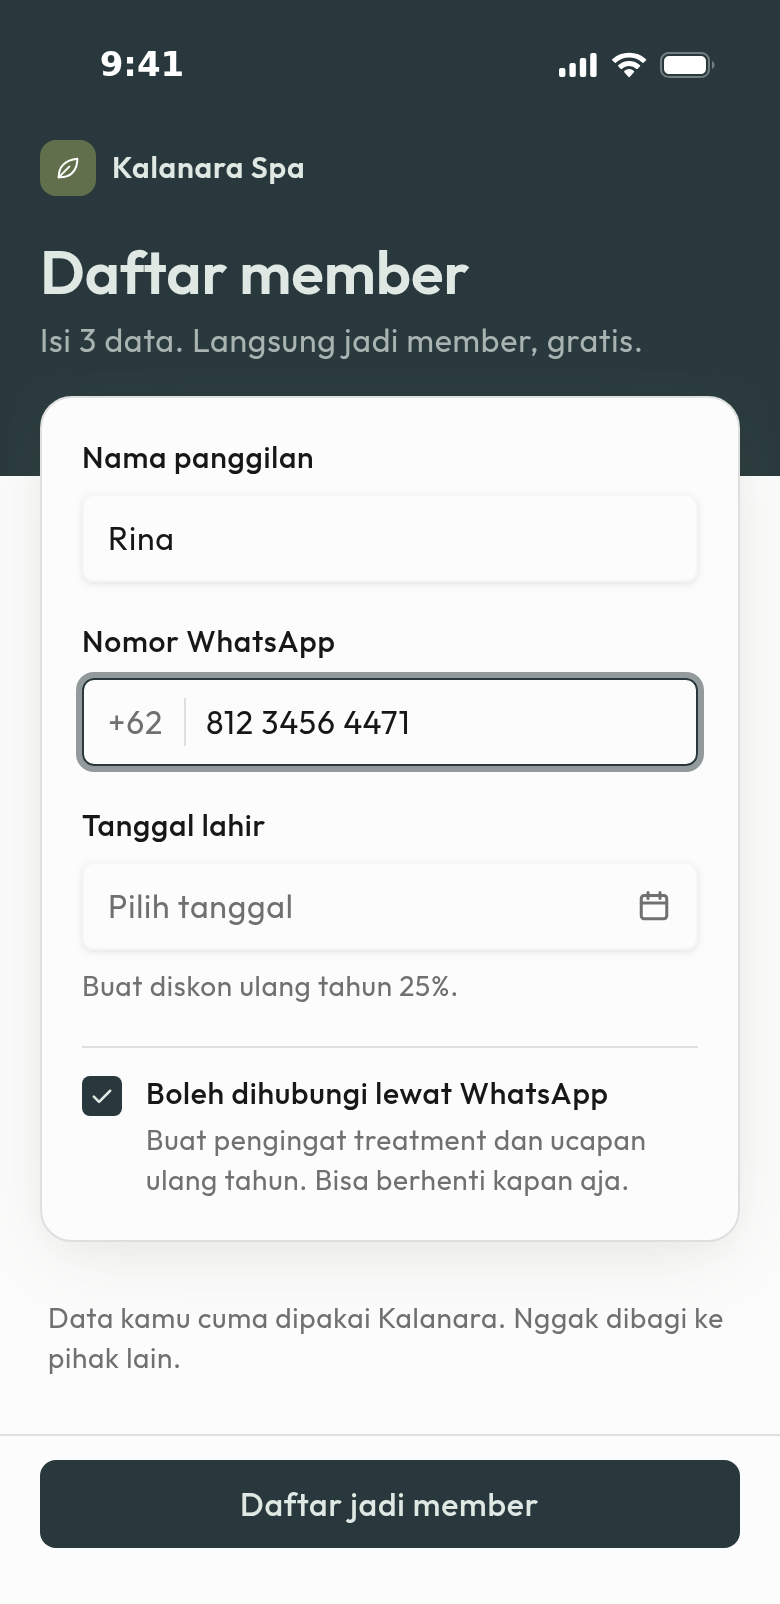 9:41
Kalanara Spa
Daftar member
Isi 3 data. Langsung jadi member, gratis.
Nama panggilan
Rina
Nomor WhatsApp
+62 812 3456 4471
Tanggal lahir
Pilih tanggal
Buat diskon ulang tahun 25%.
Boleh dihubungi lewat WhatsApp
Buat pengingat treatment dan ucapan
ulang tahun. Bisa berhenti kapan aja.
Data kamu cuma dipakai Kalanara. Nggak dibagi ke
pihak lain.
Daftar jadi member